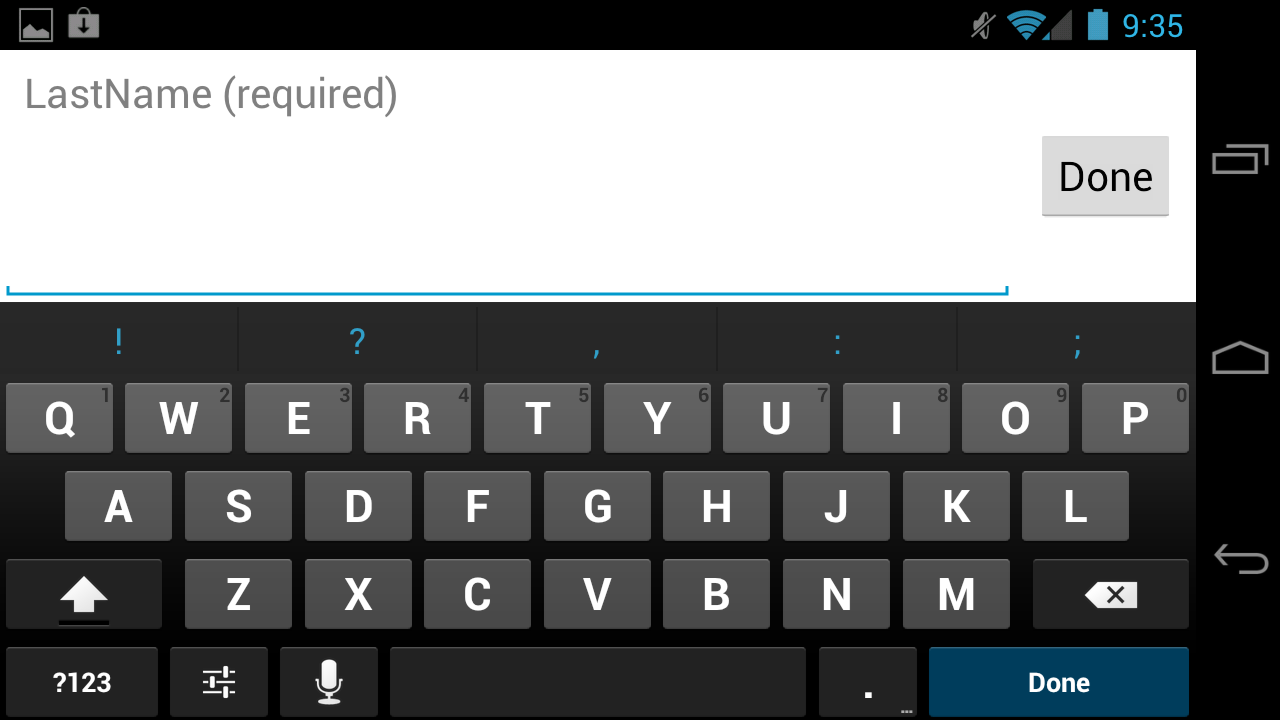 9:35
LastName (required)
Done
! ? , : ;
Q 1 W 2 E 3 R 4 T 5 Y 6 U 7 I 8 O 9 P 0
A S D F G H J K L
Z X C V B N M
?123 . ... Done